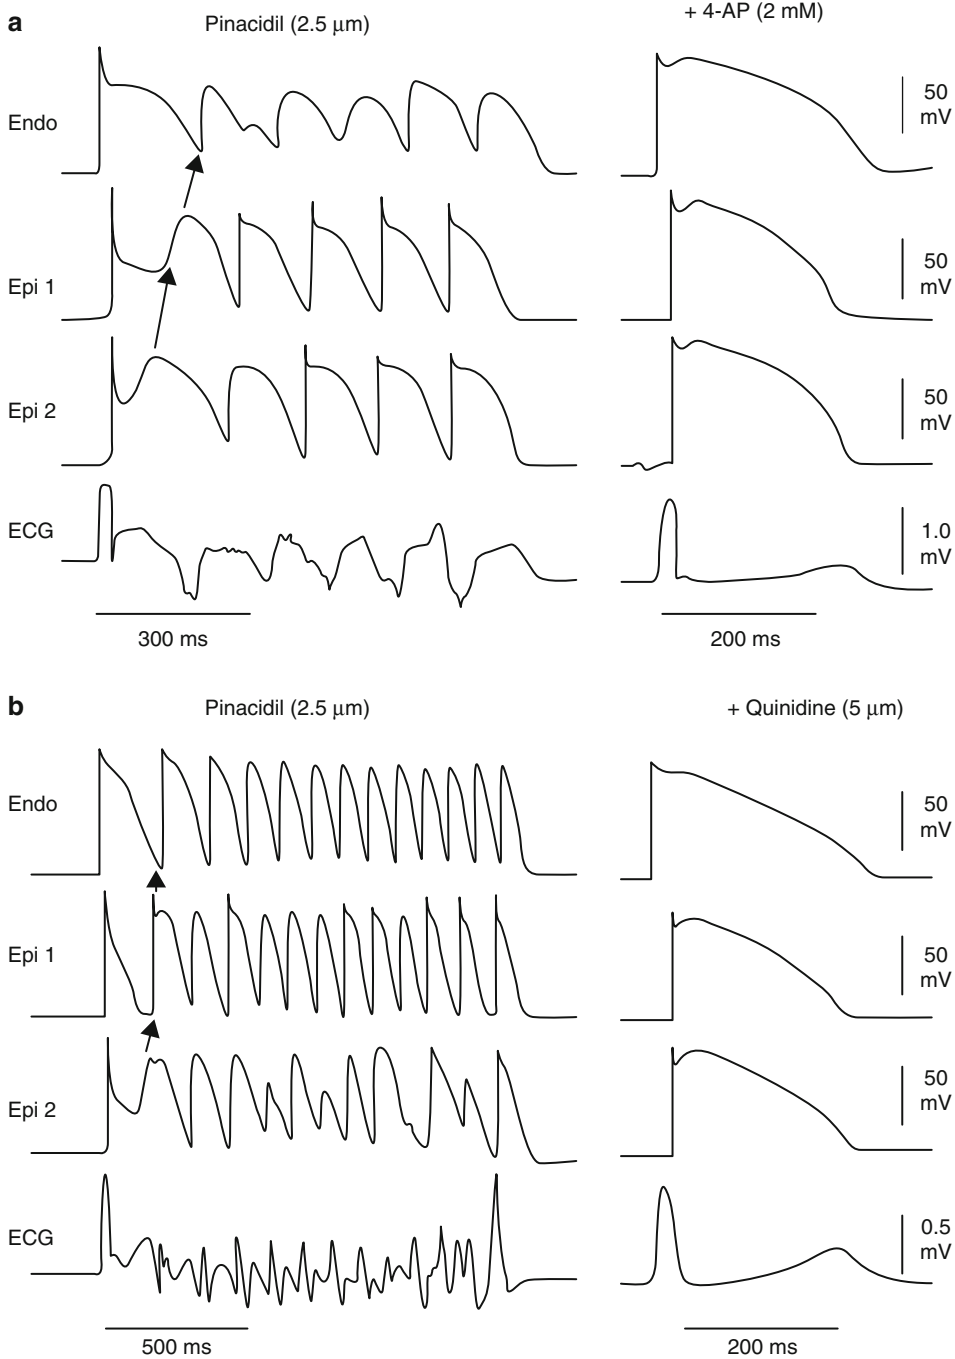 a
Pinacidil (2.5 μm)
+ 4-AP (2 mM)
Endo
50
mV
Epi 1
50
mV
Epi 2
50
mV
ECG
1.0
mV
300 ms
200 ms
b
Pinacidil (2.5 μm)
+ Quinidine (5 μm)
Endo
50
mV
Epi 1
50
mV
Epi 2
50
mV
ECG
0.5
mV
500 ms
200 ms